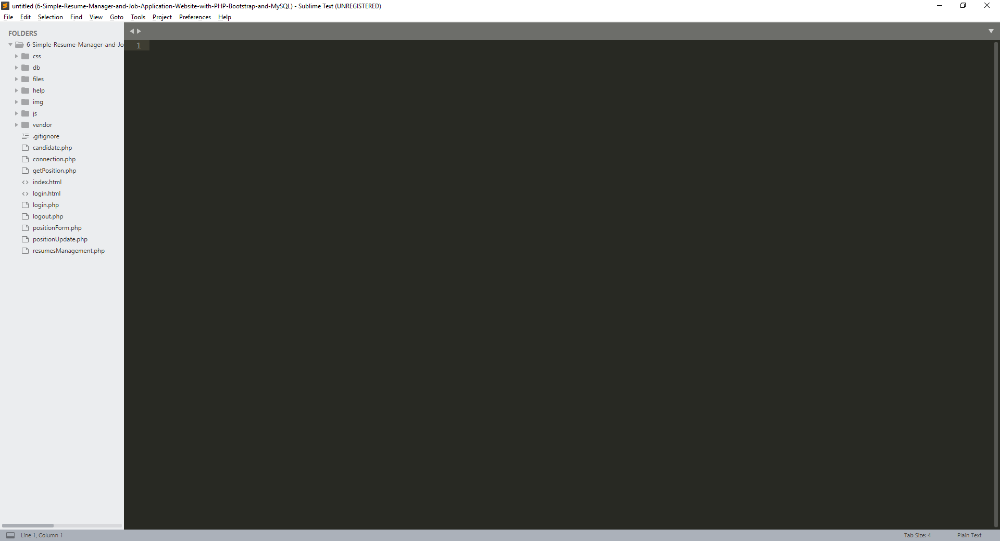 untitled (6-Simple-Resume-Manager-and-Job-Application-Website-with-PHP-Bootstrap-and-MySQL) - Sublime Text (UNREGISTERED)
File Edit Selection Find View Goto Tools Project Preferences Help
FOLDERS
6-Simple-Resume-Manager-and-Jo
1
css
db
files
help
img
js
vendor
.gitignore
candidate.php
connection.php
getPosition.php
index.html
login.html
login.php
logout.php
positionForm.php
positionUpdate.php
resumesManagement.php
Line 1, Column 1 Tab Size: 4 Plain Text